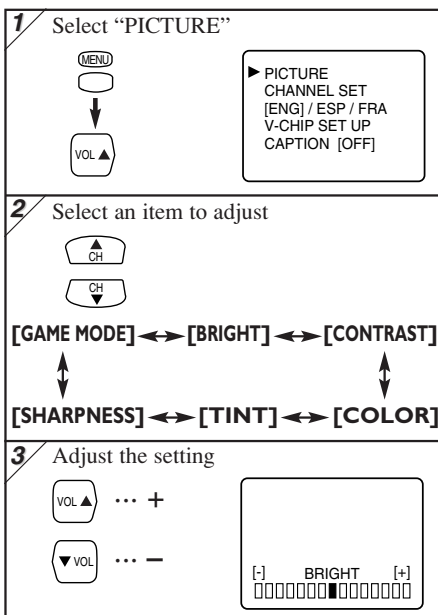 1 Select “PICTURE”
MENU
VOL ▲
▶ PICTURE
CHANNEL SET
[ENG] / ESP / FRA
V-CHIP SET UP
CAPTION [OFF]
2 Select an item to adjust
▲
CH
CH
▼
[GAME MODE] ↔ [BRIGHT] ↔ [CONTRAST]
[SHARPNESS] ↔ [TINT] ↔ [COLOR]
3 Adjust the setting
VOL ▲ ... +
▼ VOL ... –
[-] BRIGHT [+]